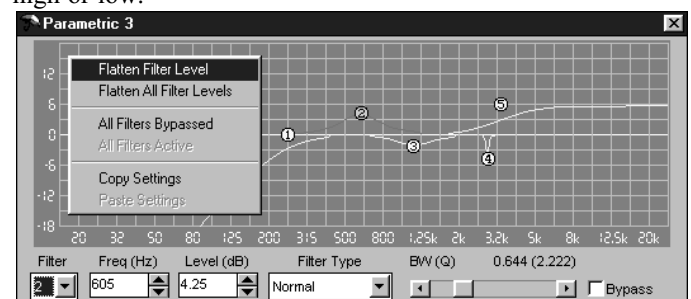 high or low.
Parametric 3
Flatten Filter Level
Flatten All Filter Levels
All Filters Bypassed
All Filters Active
Copy Settings
Paste Settings
12
6
0
-6
-12
-18
1
2
3
4
5
20 32 50 80 125 200 315 500 800 1.25k 2k 3.2k 5k 8k 12.5k 20k
Filter Freq (Hz) Level (dB) Filter Type BW (Q) 0.644 (2.222)
2 605 4.25 Normal Bypass